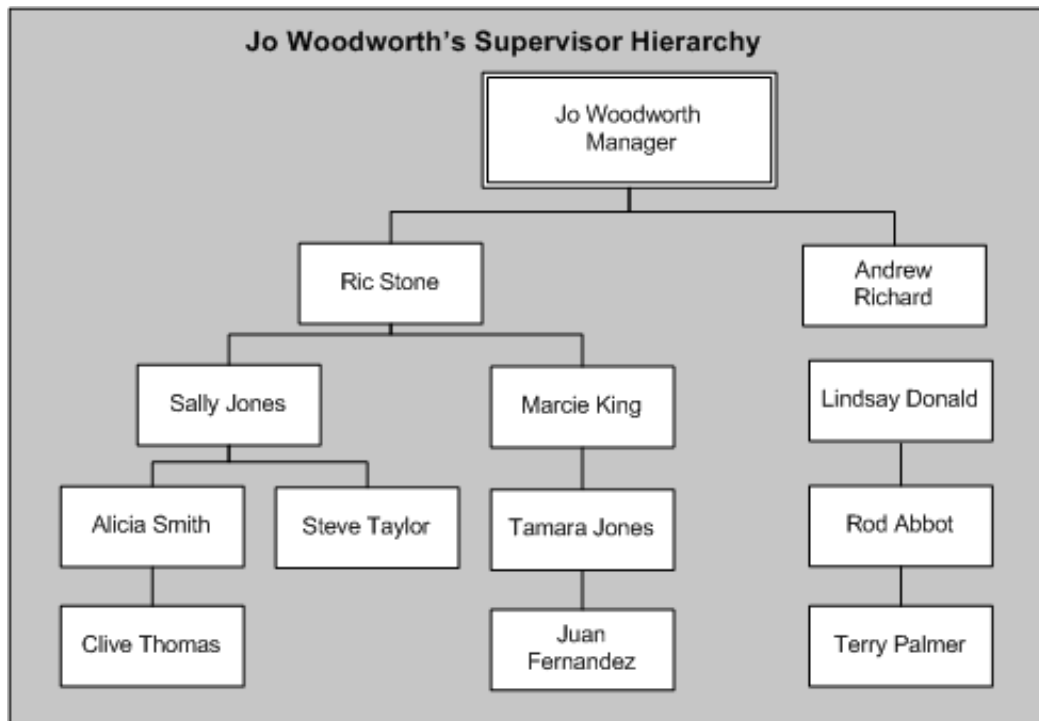 Jo Woodworth's Supervisor Hierarchy
Jo Woodworth
Manager
Ric Stone
Andrew
Richard
Sally Jones
Marcie King
Lindsay Donald
Alicia Smith
Steve Taylor
Tamara Jones
Rod Abbot
Clive Thomas
Juan
Fernandez
Terry Palmer